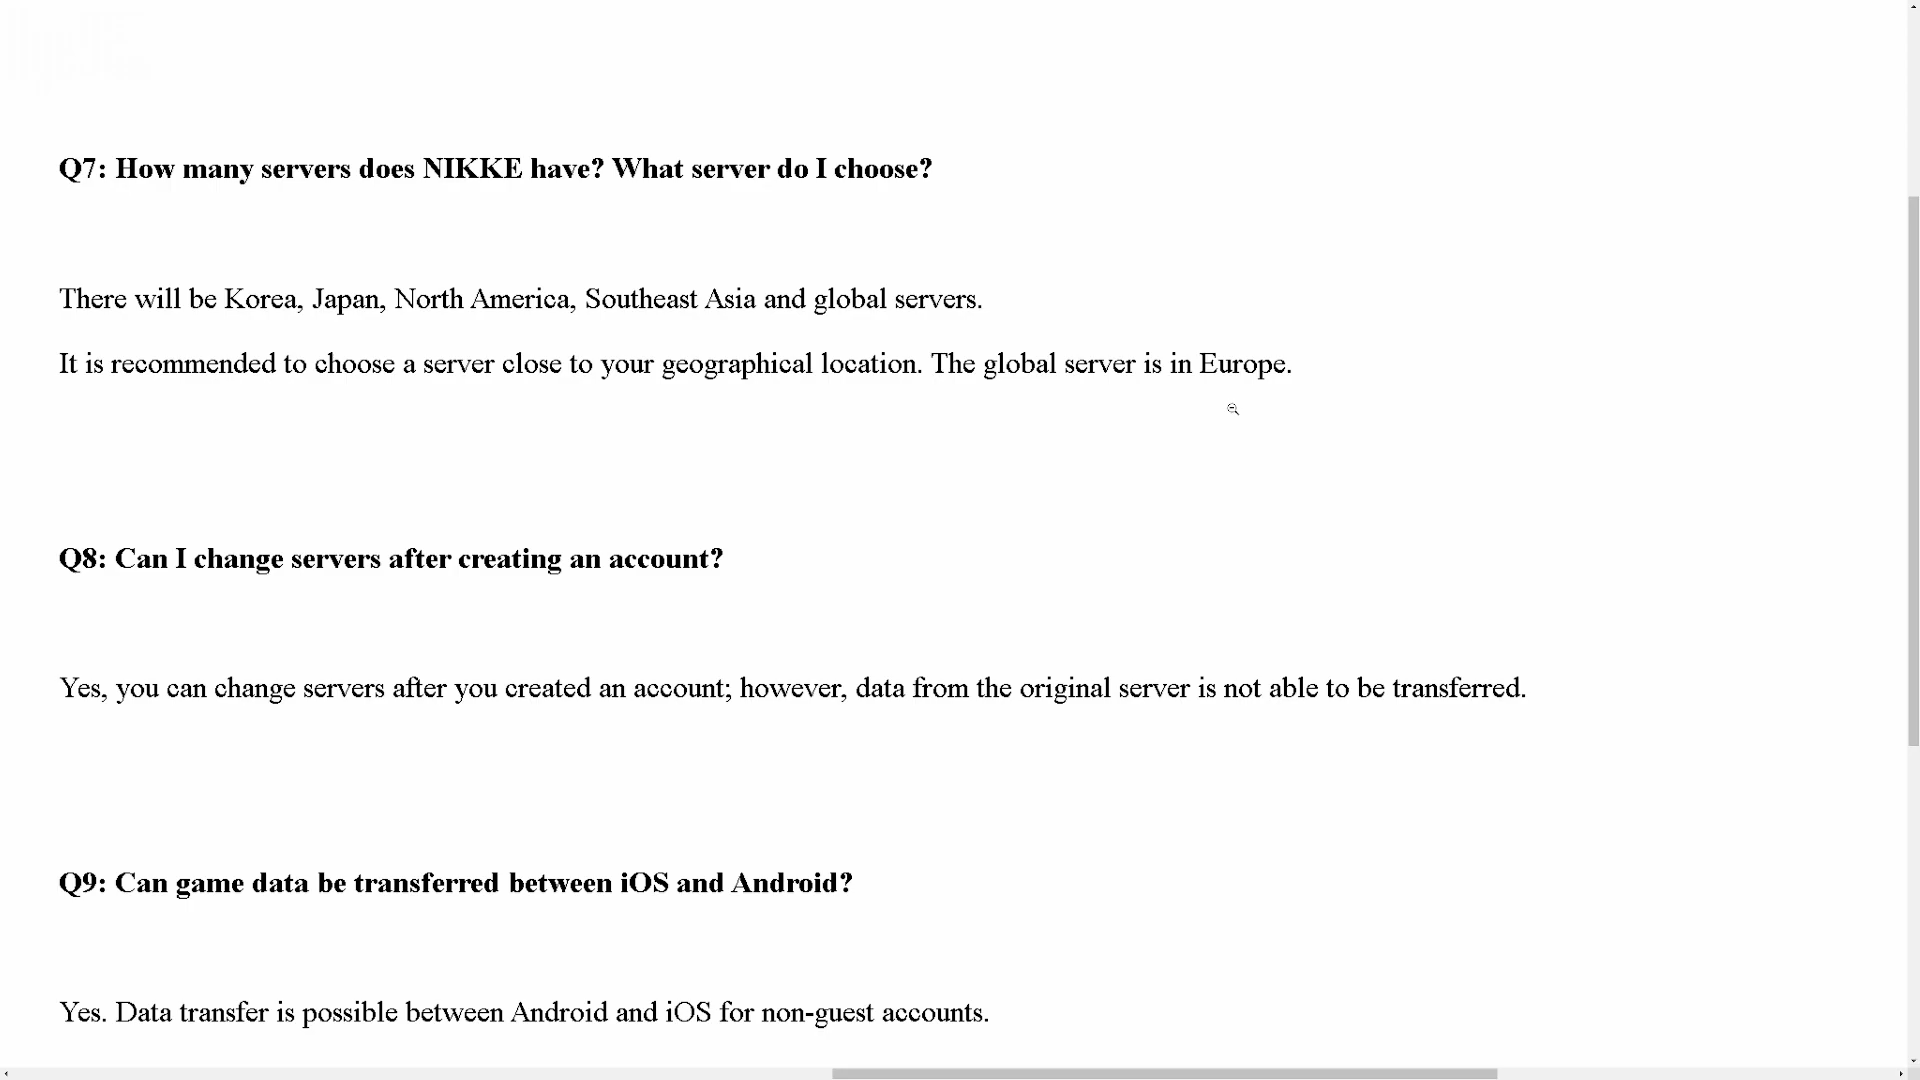 Q7: How many servers does NIKKE have? What server do I choose?
There will be Korea, Japan, North America, Southeast Asia and global servers.
It is recommended to choose a server close to your geographical location. The global server is in Europe.
Q8: Can I change servers after creating an account?
Yes, you can change servers after you created an account; however, data from the original server is not able to be transferred.
Q9: Can game data be transferred between iOS and Android?
Yes. Data transfer is possible between Android and iOS for non-guest accounts.